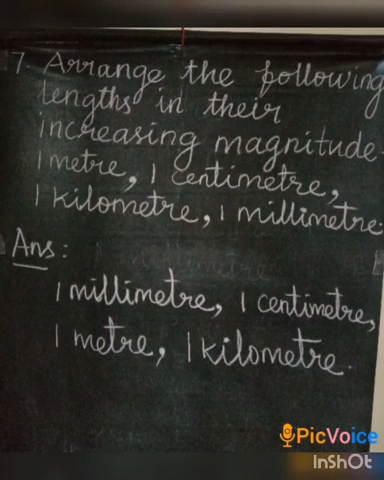 7 Arrange the following
lengths in their
increasing magnitude-
1 metre, 1 centimetre,
1 kilometre, 1 millimetre.
Ans:
1 millimetre, 1 centimetre,
1 metre, 1 kilometre.
PicVoice
InShOt